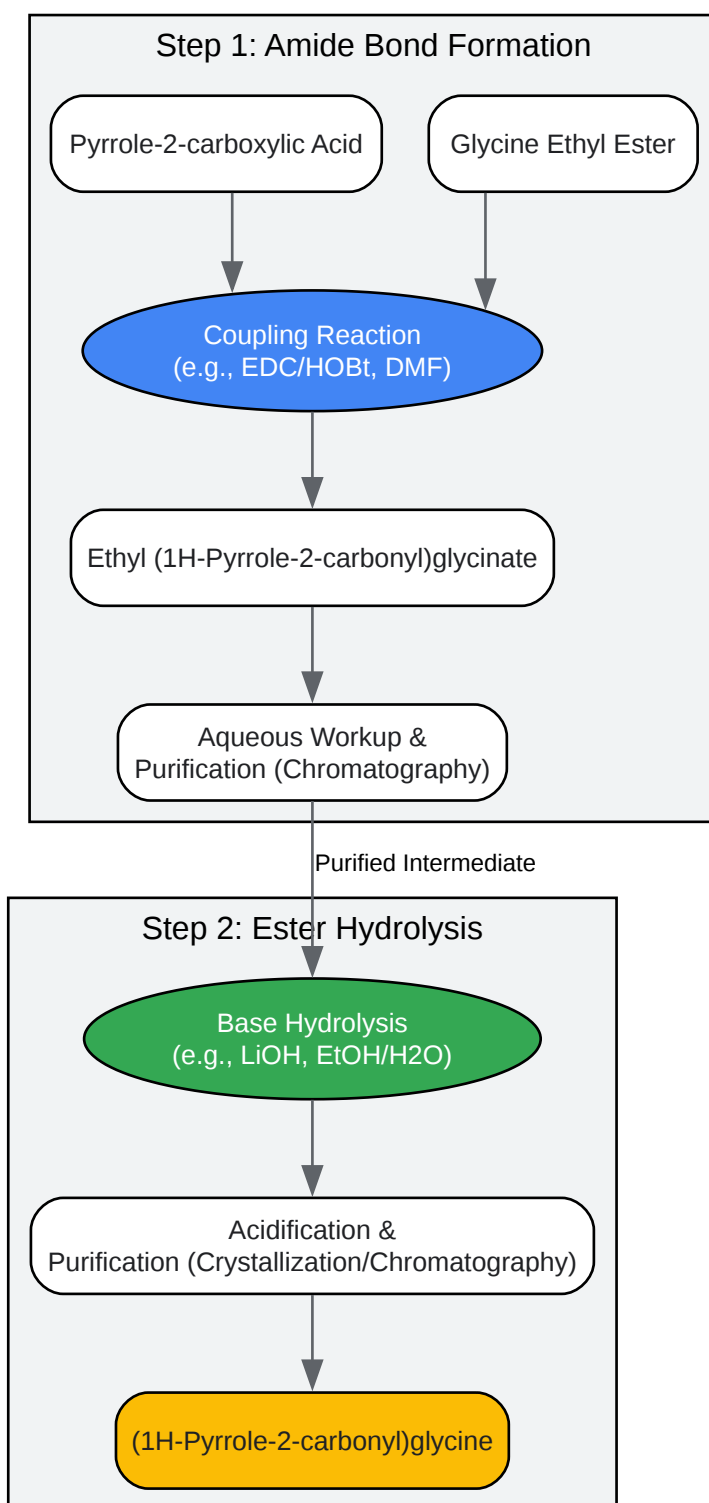 Step 1: Amide Bond Formation
Pyrrole-2-carboxylic Acid
Glycine Ethyl Ester
Coupling Reaction
(e.g., EDC/HOBt, DMF)
Ethyl (1H-Pyrrole-2-carbonyl)glycinate
Aqueous Workup &
Purification (Chromatography)
Purified Intermediate
Step 2: Ester Hydrolysis
Base Hydrolysis
(e.g., LiOH, EtOH/H2O)
Acidification &
Purification (Crystallization/Chromatography)
(1H-Pyrrole-2-carbonyl)glycine